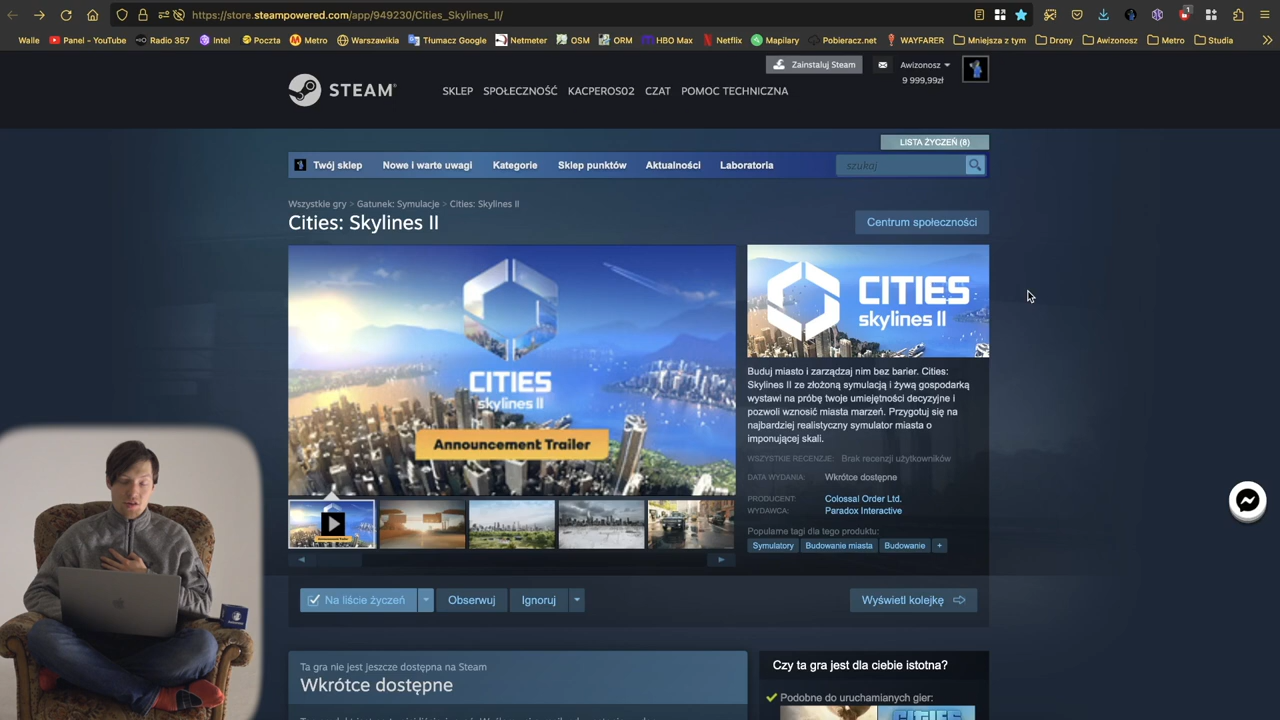 https://store.steampowered.com/app/949230/Cities_Skylines_II/
Walle
Panel - YouTube
Radio 357
Intel
Poczta
Metro
Warszawikia
Tłumacz Google
Netmeter
OSM
ORM
HBO Max
Netflix
Mapilary
Pobieracz.net
WAYFARER
Mniejsza z tym
Drony
Awizonosz
Metro
Studia
Zainstaluj Steam
Awizonosz
9 999,99zł
STEAM
SKLEP SPOŁECZNOŚĆ KACPEROS02 CZAT POMOC TECHNICZNA
LISTA ŻYCZEŃ (8)
Twój sklep Nowe i warte uwagi Kategorie Sklep punktów Aktualności Laboratoria
szukaj
Wszystkie gry > Gatunek: Symulacje > Cities: Skylines II
Cities: Skylines II
Centrum społeczności
CITIES
skylines II
Announcement Trailer
CITIES
skylines II
Buduj miasto i zarządzaj nim bez barier. Cities:
Skylines II ze złożoną symulacją i żywą gospodarką
wystawi na próbę twoje umiejętności decyzyjne i
pozwoli wznosić miasta marzeń. Przygotuj się na
najbardziej realistyczny symulator miasta o
imponującej skali.
WSZYSTKIE RECENZJE: Brak recenzji użytkowników
DATA WYDANIA: Wkrótce dostępne
PRODUCENT: Colossal Order Ltd.
WYDAWCA: Paradox Interactive
Popularne tagi dla tego produktu:
Symulatory Budowanie miasta Budowanie +
Na liście życzeń
Obserwuj
Ignoruj
Wyświetl kolejkę
Ta gra nie jest jeszcze dostępna na Steam
Wkrótce dostępne
Czy ta gra jest dla ciebie istotna?
Podobne do uruchamianych gier:
CITIES